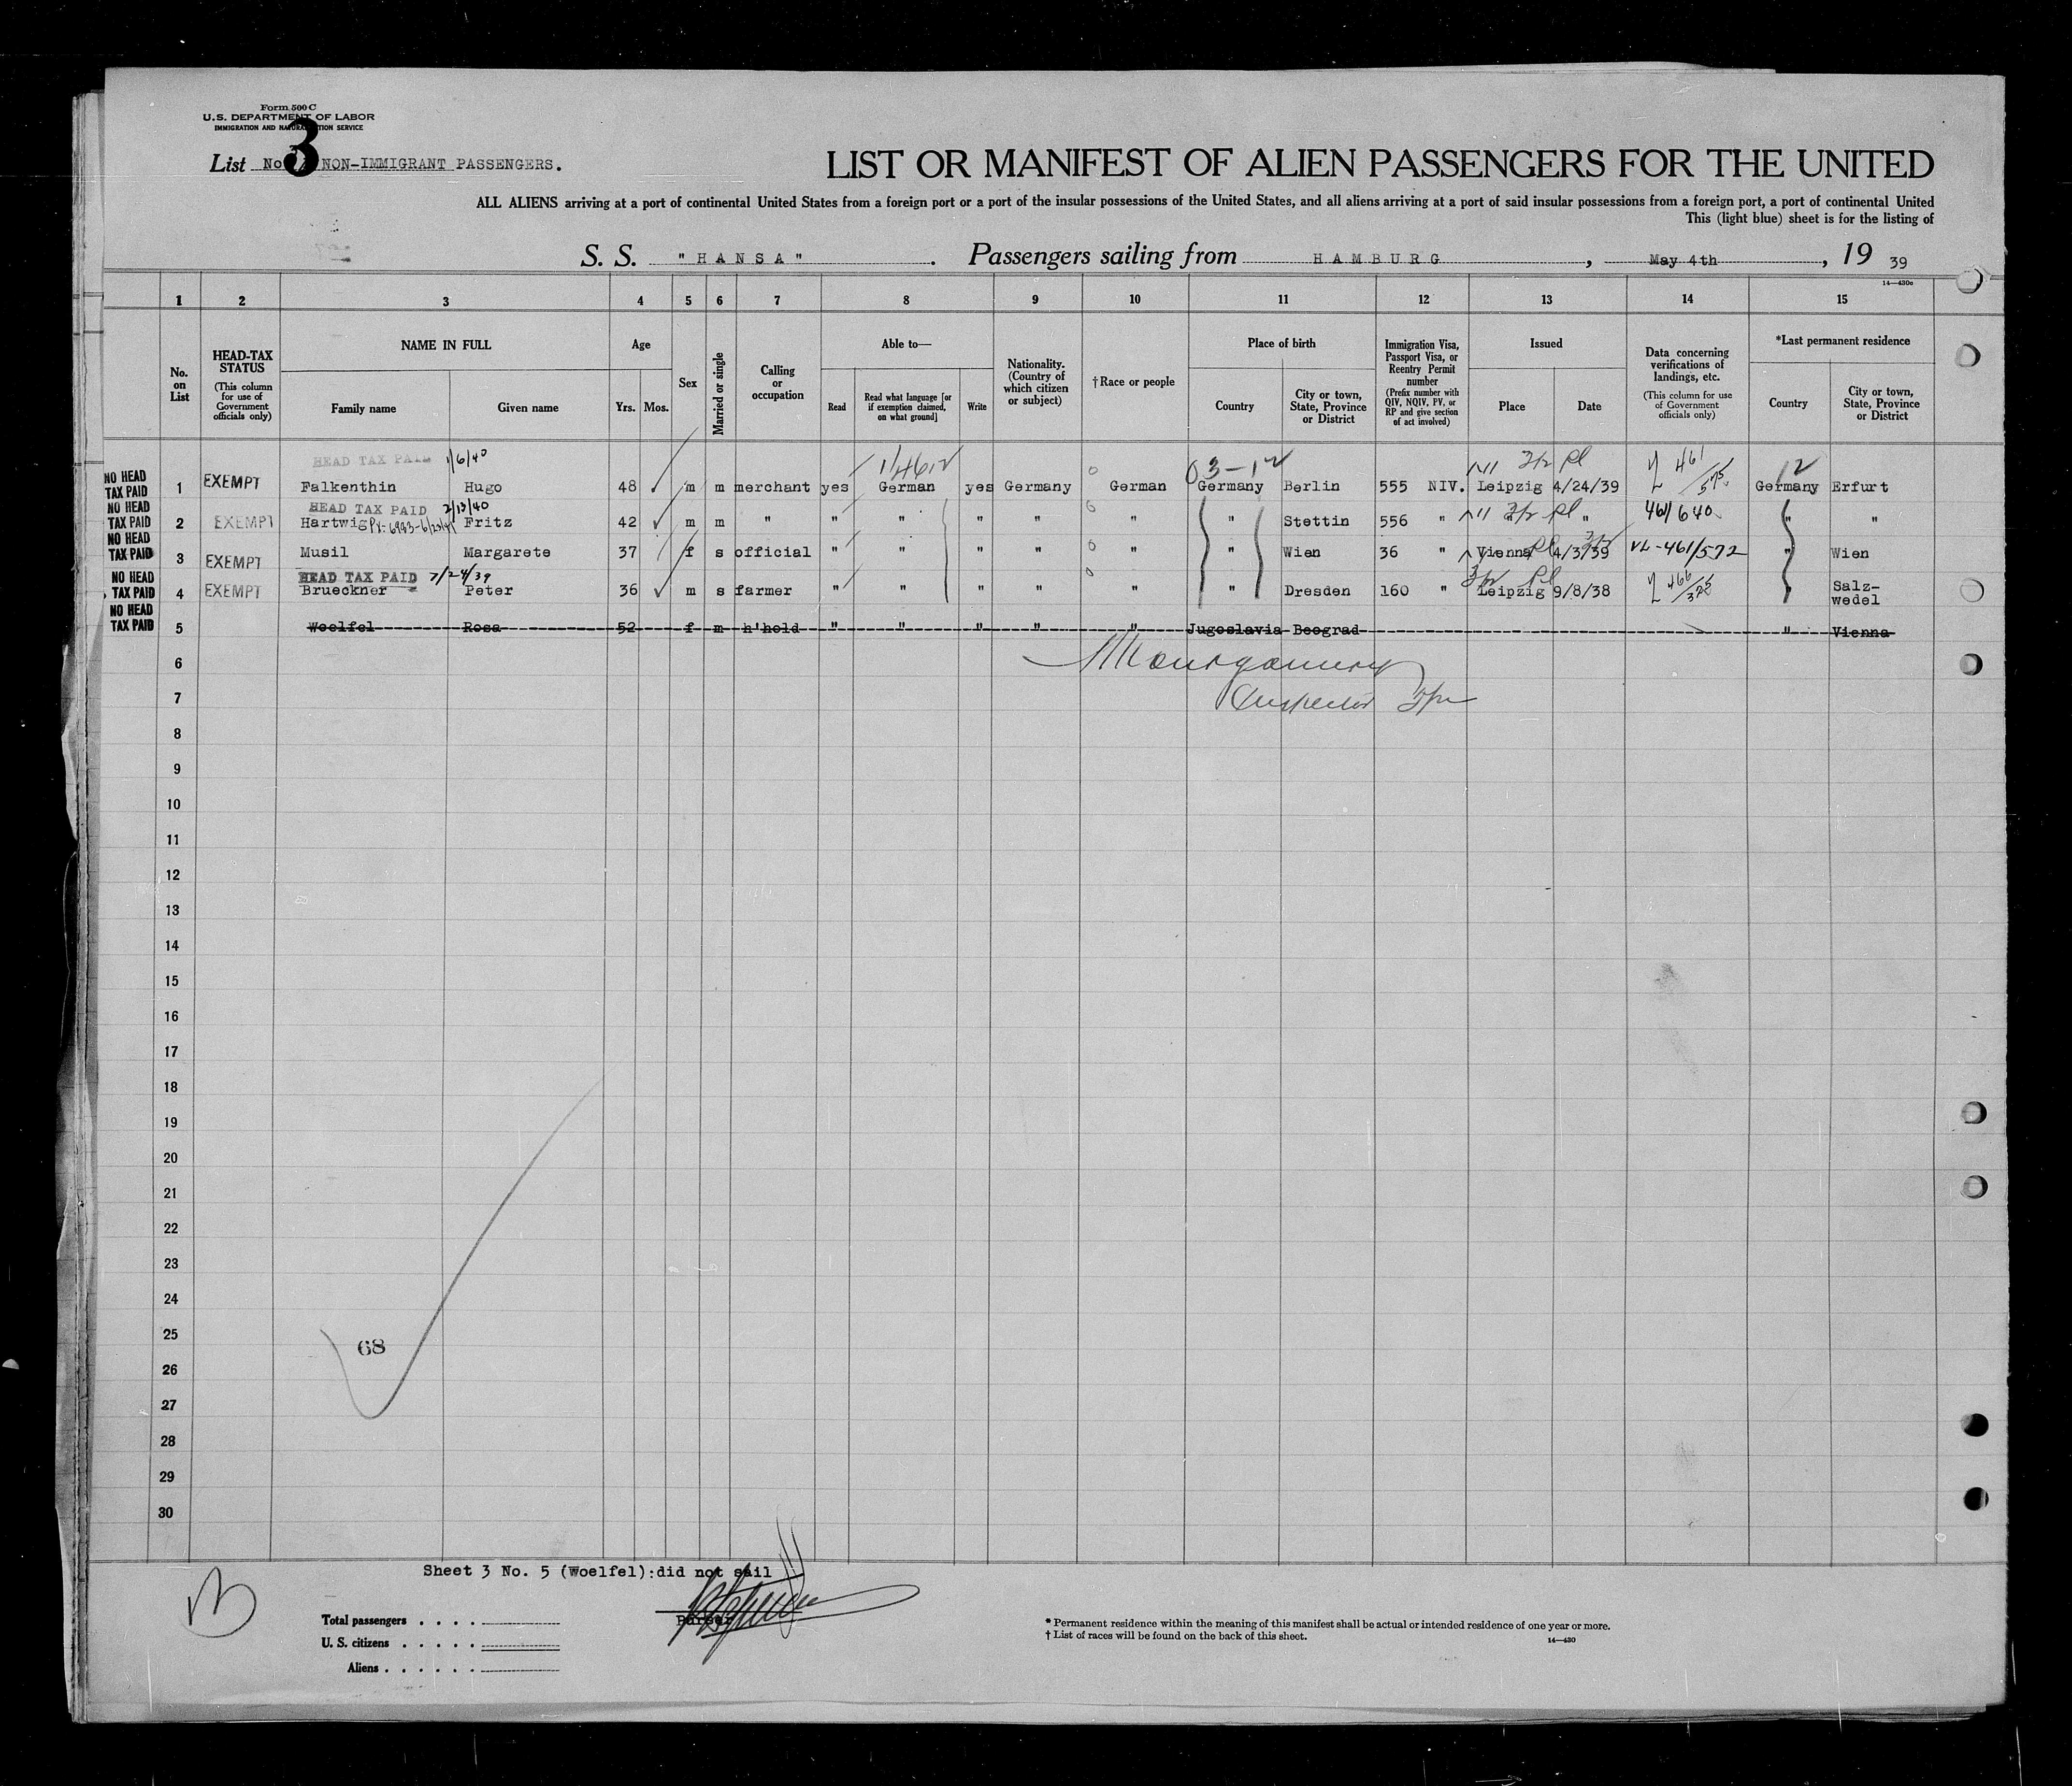 Form 500 C
U.S. DEPARTMENT OF LABOR
IMMIGRATION AND NATURALIZATION SERVICE
3
List No. NON-IMMIGRANT PASSENGERS.
LIST OR MANIFEST OF ALIEN PASSENGERS FOR THE UNITED
ALL ALIENS arriving at a port of continental United States from a foreign port or a port of the insular possessions of the United States, and all aliens arriving at a port of said insular possessions from a foreign port, a port of continental United
This (light blue) sheet is for the listing of
S. S. "HANSA". Passengers sailing from HAMBURG, May 4th, 19 39
14—430c
1 2 3 4 5 6 7 8 9 10 11 12 13 14 15
No. on List
HEAD-TAX STATUS (This column for use of Government officials only)
NAME IN FULL
Family name
Given name
Age
Yrs. Mos.
Sex
Married or single
Calling or occupation
Able to—
Read
Read what language [or if exemption claimed, on what ground]
Write
Nationality. (Country of which citizen or subject)
†Race or people
Place of birth
Country
City or town, State, Province or District
Immigration Visa, Passport Visa, or Reentry Permit number (Prefix number with QIV, NQIV, PV, or RP and give section of act involved)
Issued
Place
Date
Data concerning verifications of landings, etc. (This column for use of Government officials only)
*Last permanent residence
Country
City or town, State, Province or District
HEAD TAX PAID 1/6/40
03-12 12
NO HEAD TAX PAID 1 EXEMPT Falkenthin Hugo 48 m m merchant yes German yes Germany German Germany Berlin 555 NIV. Leipzig 4/24/39 Germany Erfurt
HEAD TAX PAID 2/13/40
NO HEAD TAX PAID 2 EXEMPT Hartwig Fritz 42 m m " " " " " " " Stettin 556 " " " 461/640 " "
NO HEAD TAX PAID 3 EXEMPT Musil Margarete 37 f s official " " " " " " Wien 36 " Vienna 4/3/39 VL-461/572 " Wien
HEAD TAX PAID 7/24/39
NO HEAD TAX PAID 4 EXEMPT Brueckner Peter 36 m s farmer " " " " " " Dresden 160 " Leipzig 9/8/38 " Salz-
wedel
NO HEAD TAX PAID 5 Woelfel Rosa 52 f m h'hold " " " " " Jugoslavia Beograd " Vienna
6 Montgomery
7 Inspector
8
9
10
11
12
13
14
15
16
17
18
19
20
21
22
23
24
25
68
26
27
28
29
30
Sheet 3 No. 5 (Woelfel):did not sail
Purser
Total passengers . . . .
U. S. citizens . . . . .
Aliens . . . . . .
* Permanent residence within the meaning of this manifest shall be actual or intended residence of one year or more.
† List of races will be found on the back of this sheet.
14—430